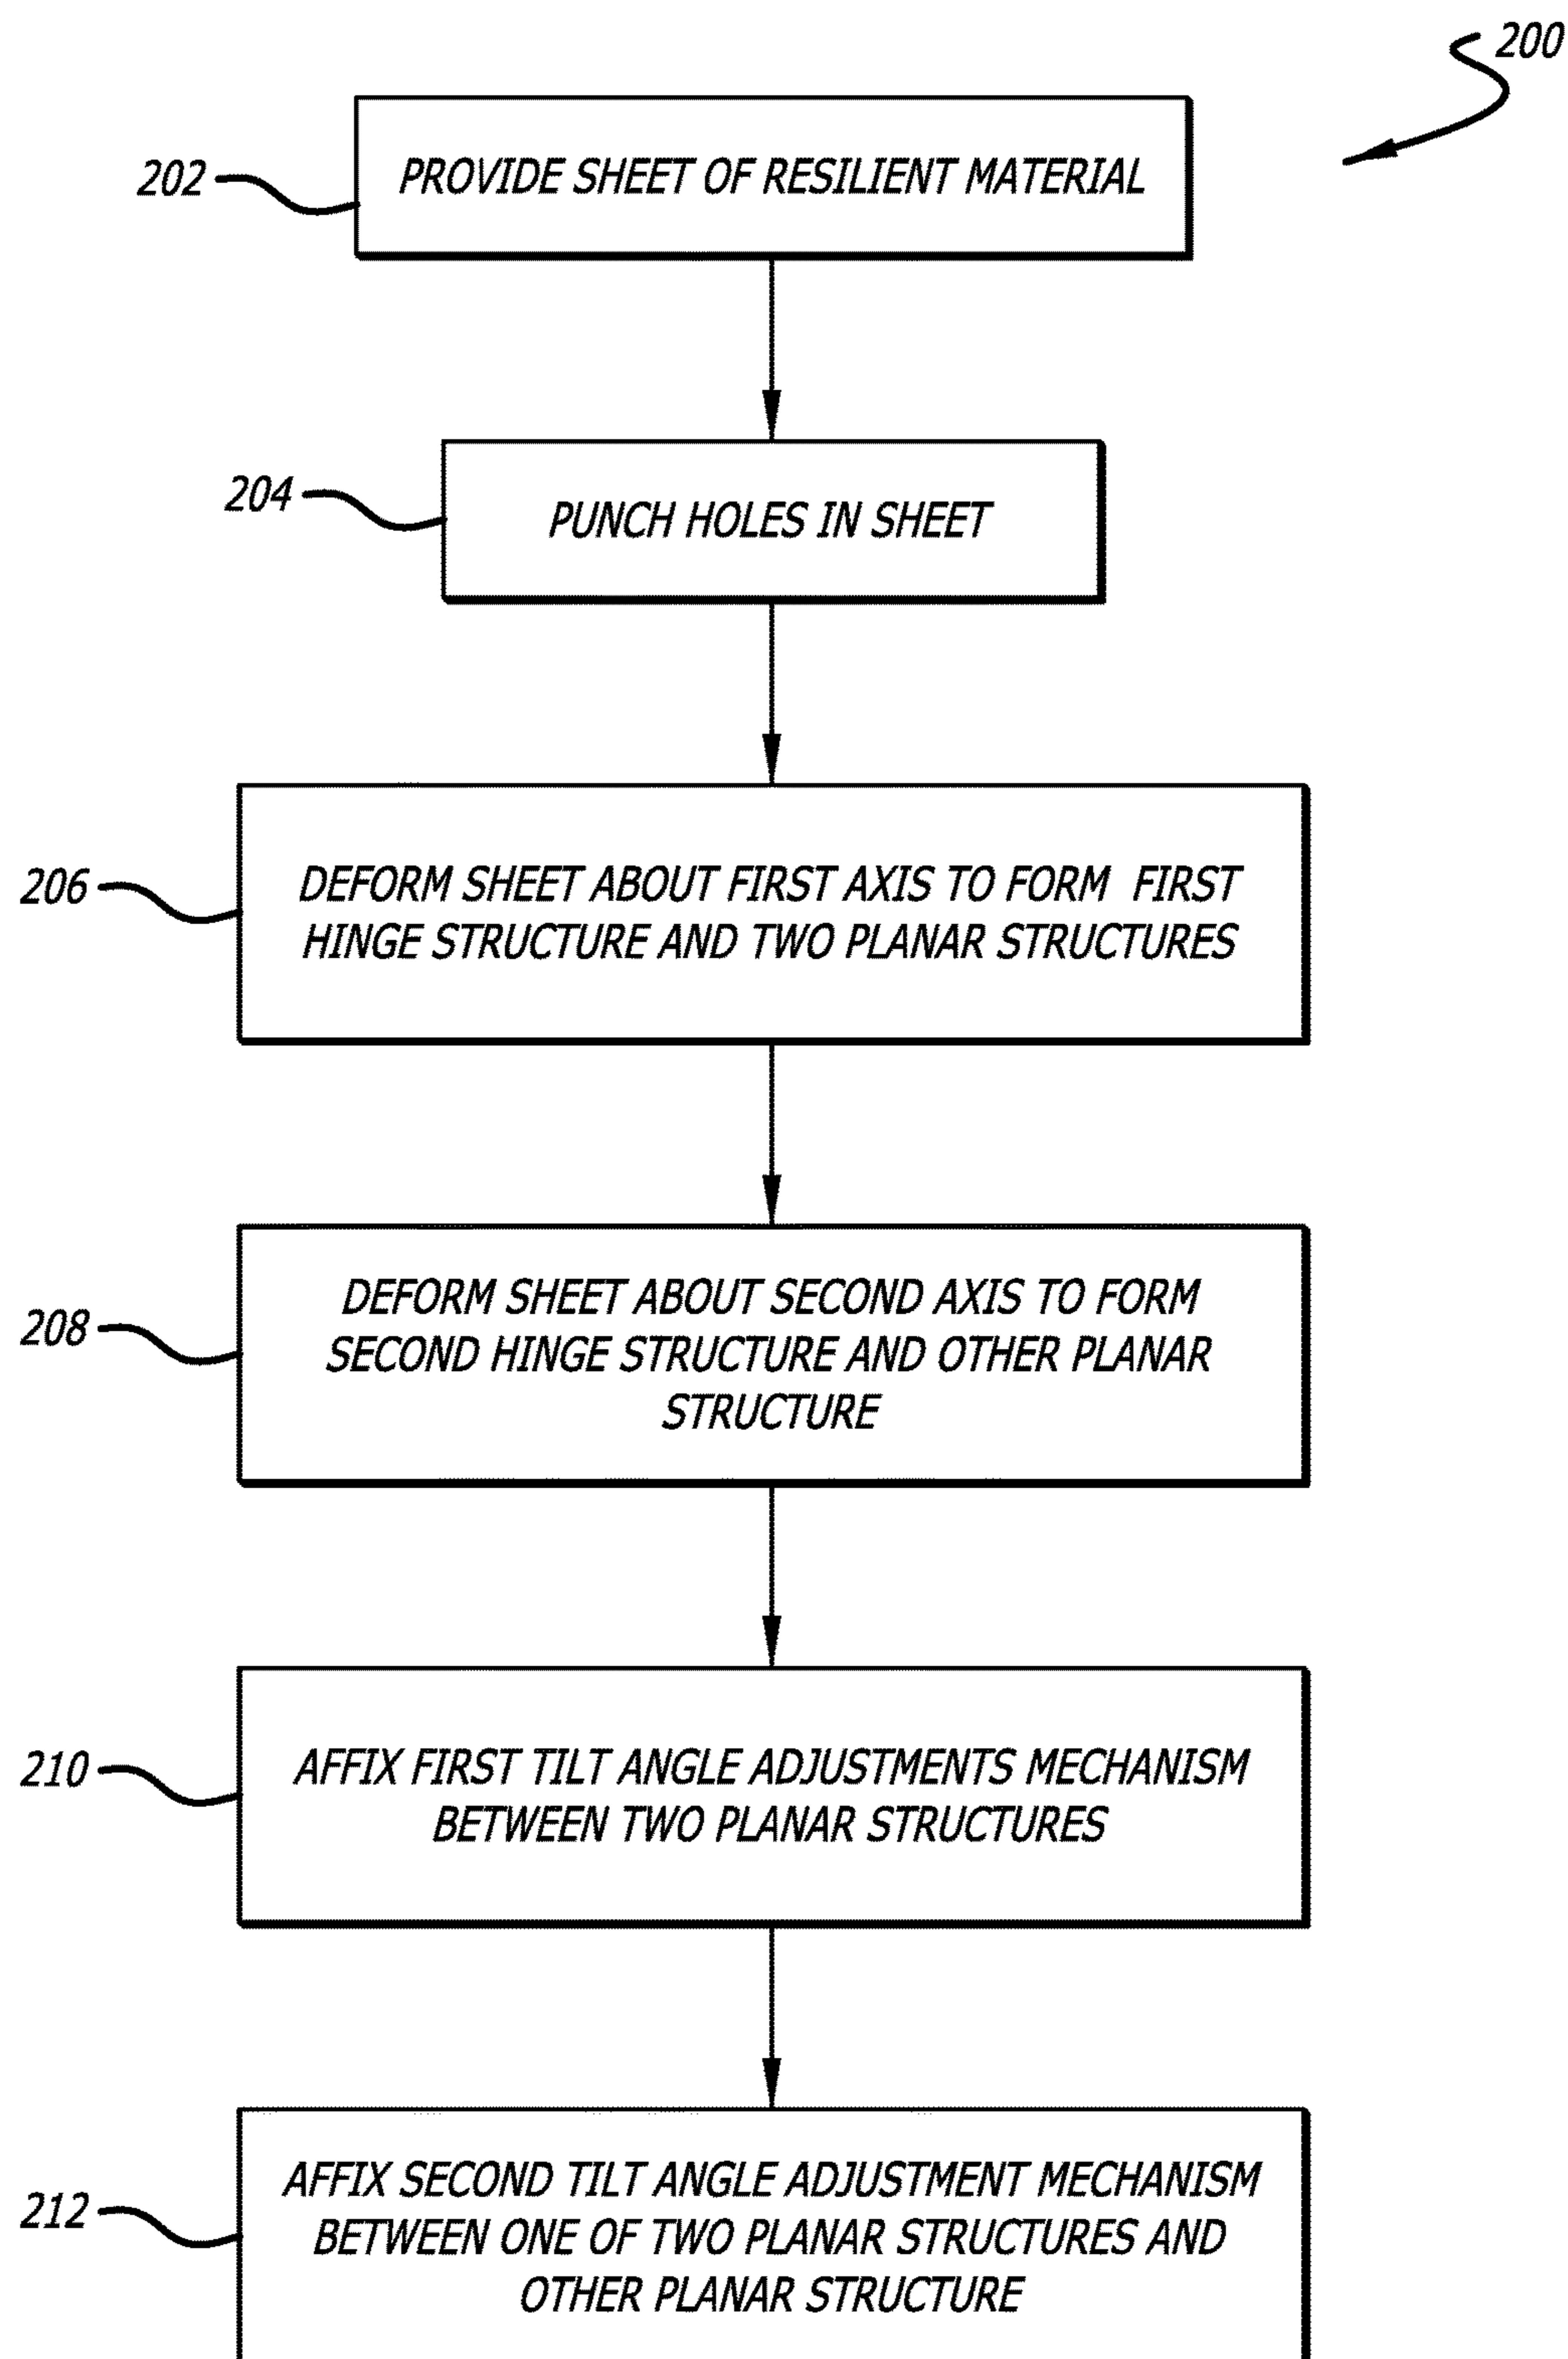 200
202
PROVIDE SHEET OF RESILIENT MATERIAL
204
PUNCH HOLES IN SHEET
206
DEFORM SHEET ABOUT FIRST AXIS TO FORM FIRST
HINGE STRUCTURE AND TWO PLANAR STRUCTURES
208
DEFORM SHEET ABOUT SECOND AXIS TO FORM
SECOND HINGE STRUCTURE AND OTHER PLANAR
STRUCTURE
210
AFFIX FIRST TILT ANGLE ADJUSTMENTS MECHANISM
BETWEEN TWO PLANAR STRUCTURES
212
AFFIX SECOND TILT ANGLE ADJUSTMENT MECHANISM
BETWEEN ONE OF TWO PLANAR STRUCTURES AND
OTHER PLANAR STRUCTURE